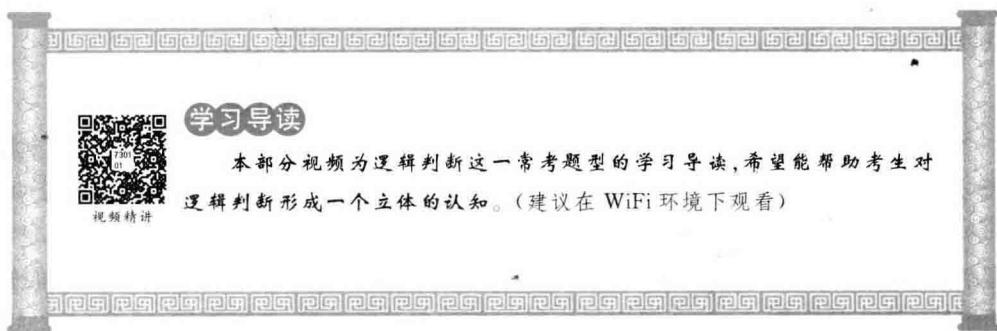 学习导读
7301
01
本部分视频为逻辑判断这一常考题型的学习导读,希望能帮助考生对
逻辑判断形成一个立体的认知。(建议在 WiFi 环境下观看)
视频精讲